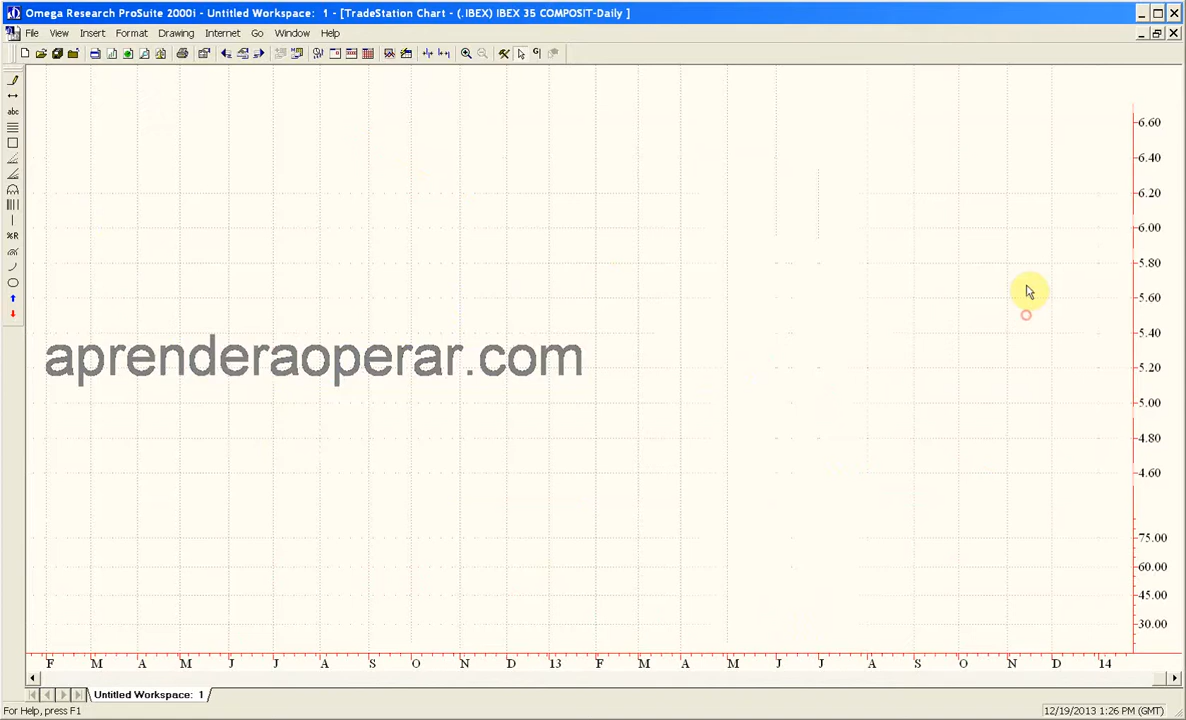 Omega Research ProSuite 2000i - Untitled Workspace: 1 - [TradeStation Chart - (.IBEX) IBEX 35 COMPOSIT-Daily ]
File View Insert Format Drawing Internet Go Window Help
abc
%R
6.60
6.40
6.20
6.00
5.80
5.60
5.40
aprenderaoperar.com
5.20
5.00
4.80
4.60
75.00
60.00
45.00
30.00
F M A M J J A S O N D 13 F M A M J J A S O N D 14
Untitled Workspace: 1
For Help, press F1 12/19/2013 1:26 PM (GMT)